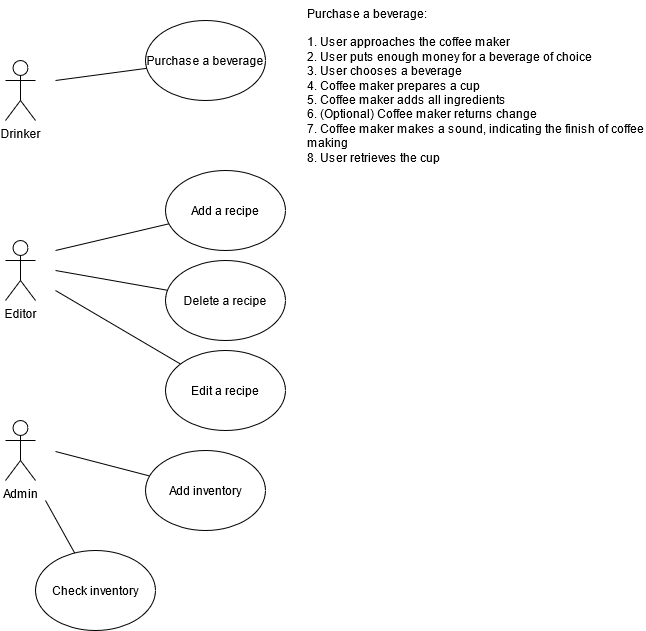 Purchase a beverage:
1. User approaches the coffee maker
2. User puts enough money for a beverage of choice
3. User chooses a beverage
4. Coffee maker prepares a cup
5. Coffee maker adds all ingredients
6. (Optional) Coffee maker returns change
7. Coffee maker makes a sound, indicating the finish of coffee
making
8. User retrieves the cup
Purchase a beverage
Drinker
Add a recipe
Delete a recipe
Editor
Edit a recipe
Add inventory
Admin
Check inventory